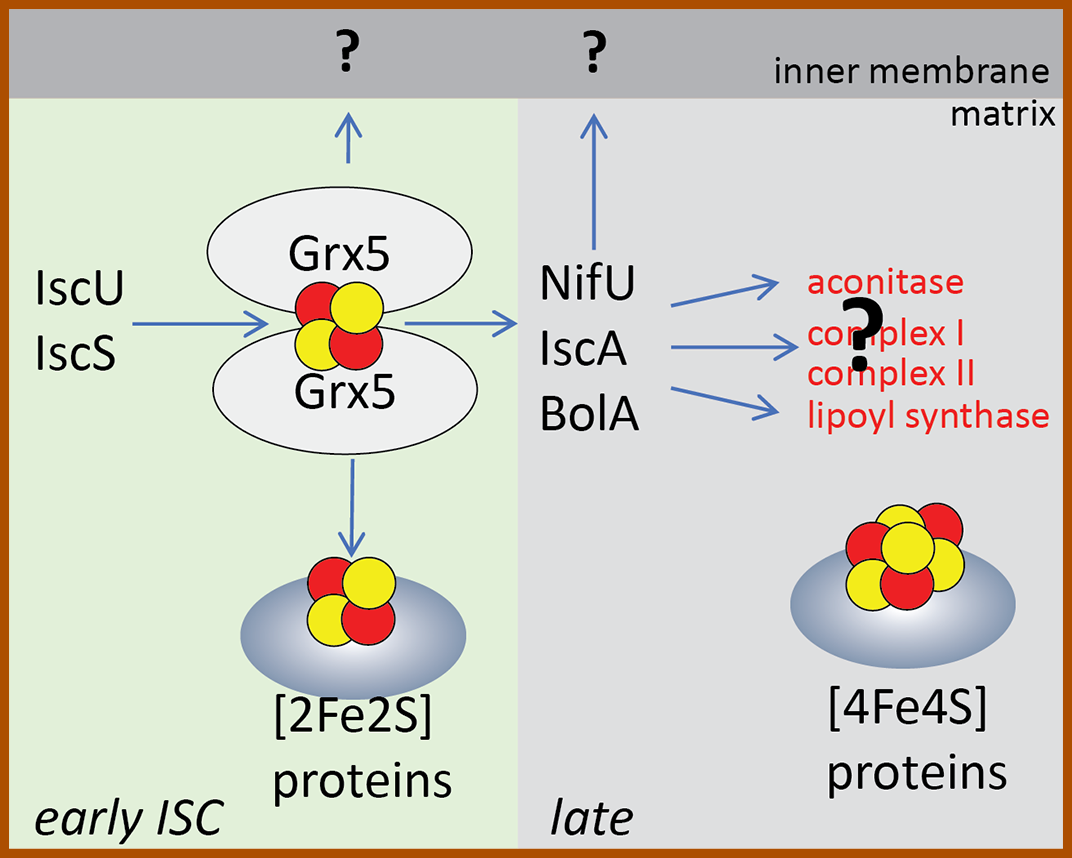 ?
?
inner membrane
matrix
Grx5
Grx5
IscU
IscS
NifU
IscA
BolA
aconitase
complex I
?
complex II
lipoyl synthase
[2Fe2S]
proteins
[4Fe4S]
proteins
early ISC
late